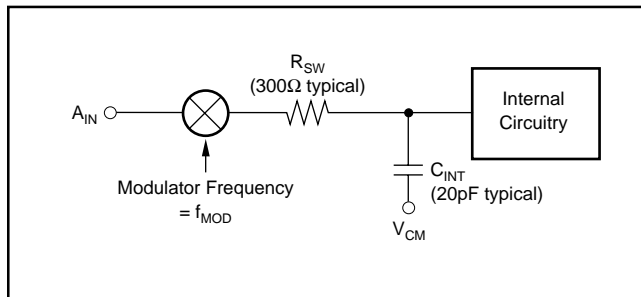 R_SW
(300Ω typical)
A_IN
Internal
Circuitry
Modulator Frequency
= f_MOD
C_INT
(20pF typical)
V_CM